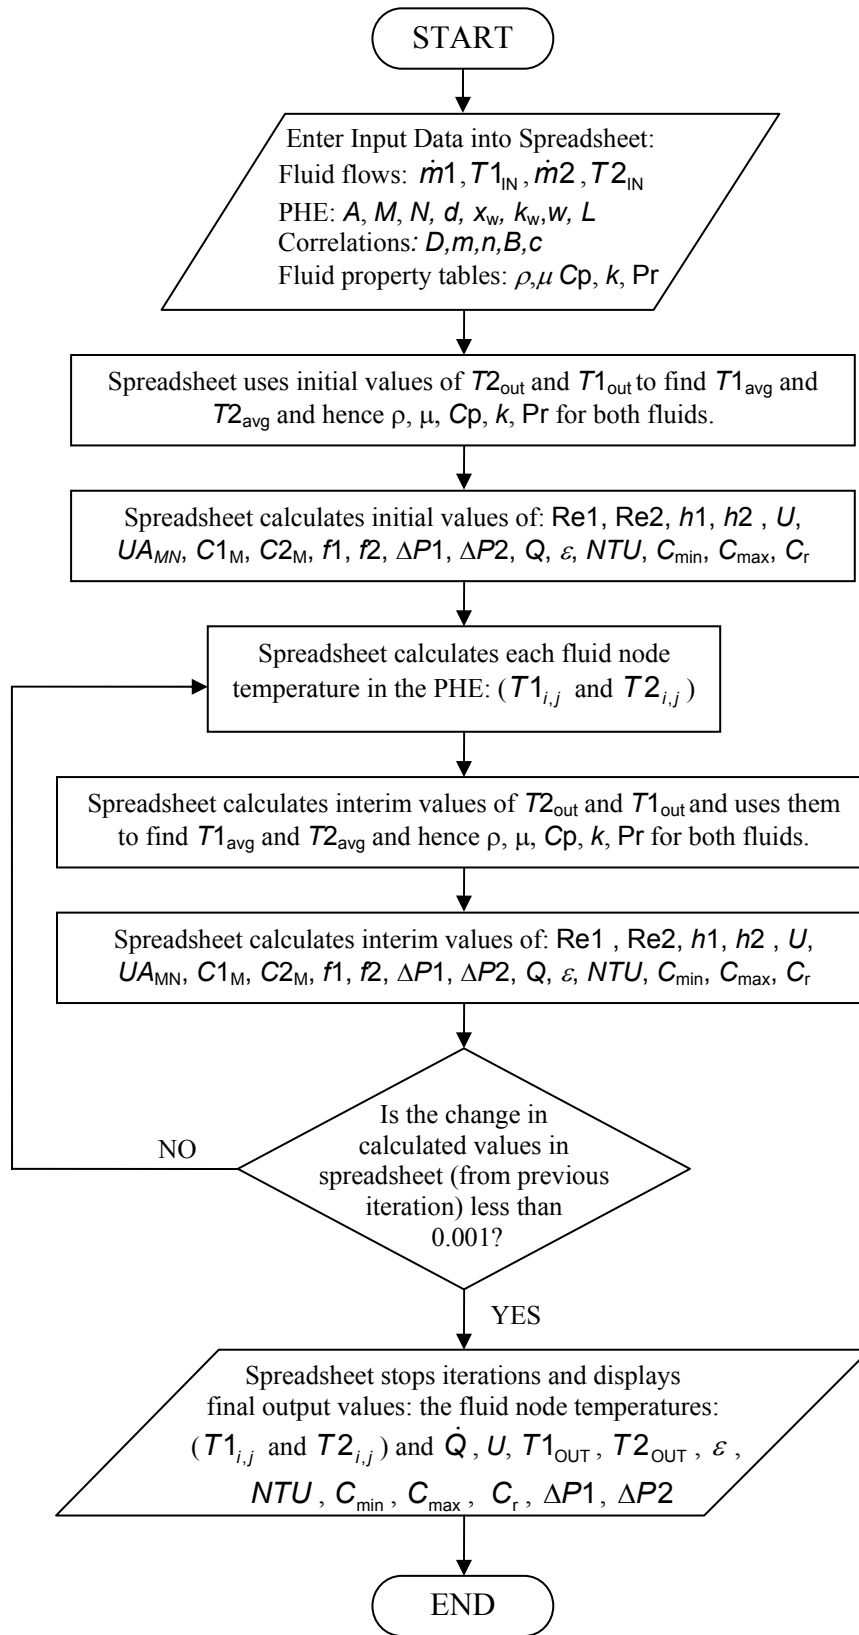 START
Enter Input Data into Spreadsheet:
Fluid flows: ṁ1, T1IN, ṁ2, T2IN
PHE: A, M, N, d, xw, kw,w, L
Correlations: D,m,n,B,c
Fluid property tables: ρ,μ Cp, k, Pr
Spreadsheet uses initial values of T2out and T1out to find T1avg and
T2avg and hence ρ, μ, Cp, k, Pr for both fluids.
Spreadsheet calculates initial values of: Re1, Re2, h1, h2 , U,
UAMN, C1M, C2M, f1, f2, ΔP1, ΔP2, Q, ε, NTU, Cmin, Cmax, Cr
Spreadsheet calculates each fluid node
temperature in the PHE: (T1i,j and T2i,j)
Spreadsheet calculates interim values of T2out and T1out and uses them
to find T1avg and T2avg and hence ρ, μ, Cp, k, Pr for both fluids.
Spreadsheet calculates interim values of: Re1 , Re2, h1, h2 , U,
UAMN, C1M, C2M, f1, f2, ΔP1, ΔP2, Q, ε, NTU, Cmin, Cmax, Cr
Is the change in
calculated values in
spreadsheet (from previous
iteration) less than
0.001?
NO
YES
Spreadsheet stops iterations and displays
final output values: the fluid node temperatures:
(T1i,j and T2i,j) and Q̇ , U, T1OUT , T2OUT , ε ,
NTU , Cmin , Cmax , Cr , ΔP1, ΔP2
END